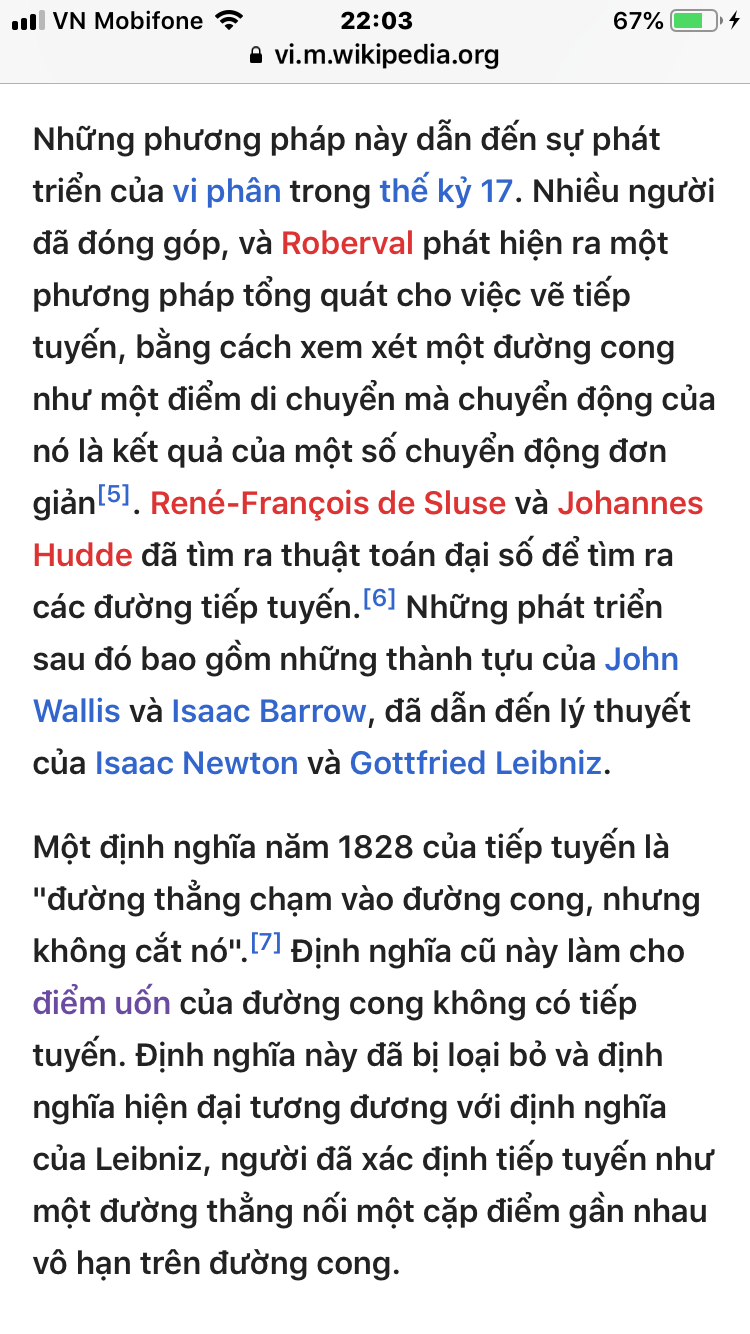 VN Mobifone 22:03 67%
vi.m.wikipedia.org
Những phương pháp này dẫn đến sự phát
triển của vi phân trong thế kỷ 17. Nhiều người
đã đóng góp, và Roberval phát hiện ra một
phương pháp tổng quát cho việc vẽ tiếp
tuyến, bằng cách xem xét một đường cong
như một điểm di chuyển mà chuyển động của
nó là kết quả của một số chuyển động đơn
giản[5]. René-François de Sluse và Johannes
Hudde đã tìm ra thuật toán đại số để tìm ra
các đường tiếp tuyến.[6] Những phát triển
sau đó bao gồm những thành tựu của John
Wallis và Isaac Barrow, đã dẫn đến lý thuyết
của Isaac Newton và Gottfried Leibniz.
Một định nghĩa năm 1828 của tiếp tuyến là
"đường thẳng chạm vào đường cong, nhưng
không cắt nó".[7] Định nghĩa cũ này làm cho
điểm uốn của đường cong không có tiếp
tuyến. Định nghĩa này đã bị loại bỏ và định
nghĩa hiện đại tương đương với định nghĩa
của Leibniz, người đã xác định tiếp tuyến như
một đường thẳng nối một cặp điểm gần nhau
vô hạn trên đường cong.